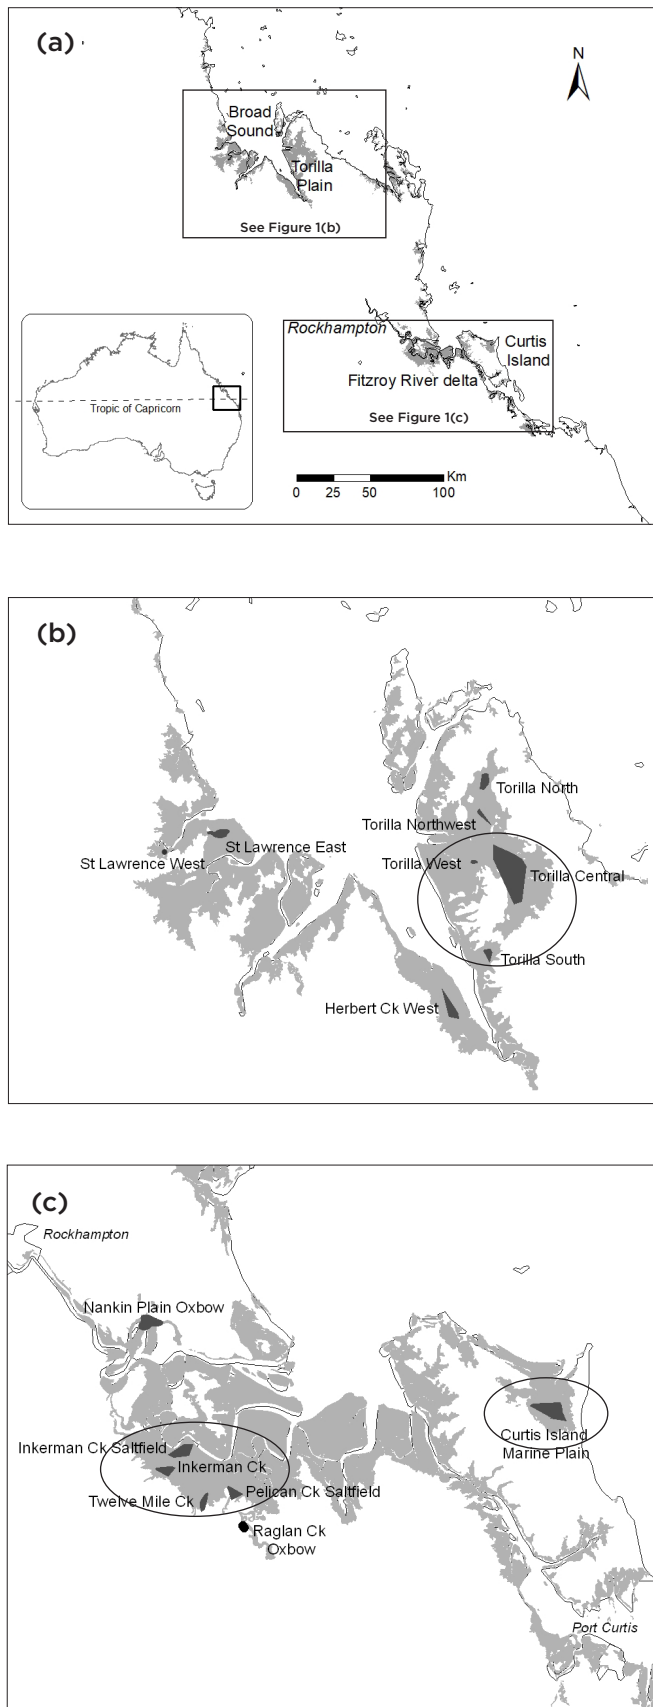 (a)
N
Broad
Sound
Torilla
Plain
See Figure 1(b)
Rockhampton
Curtis
Island
Fitzroy River delta
See Figure 1(c)
Tropic of Capricorn
Km
0 25 50 100
(b)
Torilla North
Torilla Northwest
St Lawrence East
St Lawrence West
Torilla West
Torilla Central
Torilla South
Herbert Ck West
(c)
Rockhampton
Nankin Plain Oxbow
Curtis Island
Marine Plain
Inkerman Ck Saltfield
Inkerman Ck
Twelve Mile Ck
Pelican Ck Saltfield
Raglan Ck
Oxbow
Port Curtis